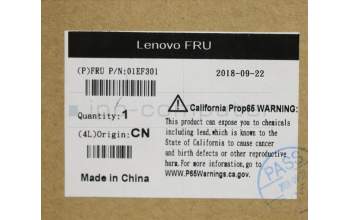 Lenovo FRU
(P)FRU P/N:01EF301
2018-09-22
Quantity:1
(4L)Origin:CN
Made in China
California Prop65 WARNING:
This product can expose you to chemicals
including lead,which is known to the
State of California to cause cancer
and birth defects or other reproductive
harm.For more information, go to
www.P65Warnings.ca.gov.
PASS